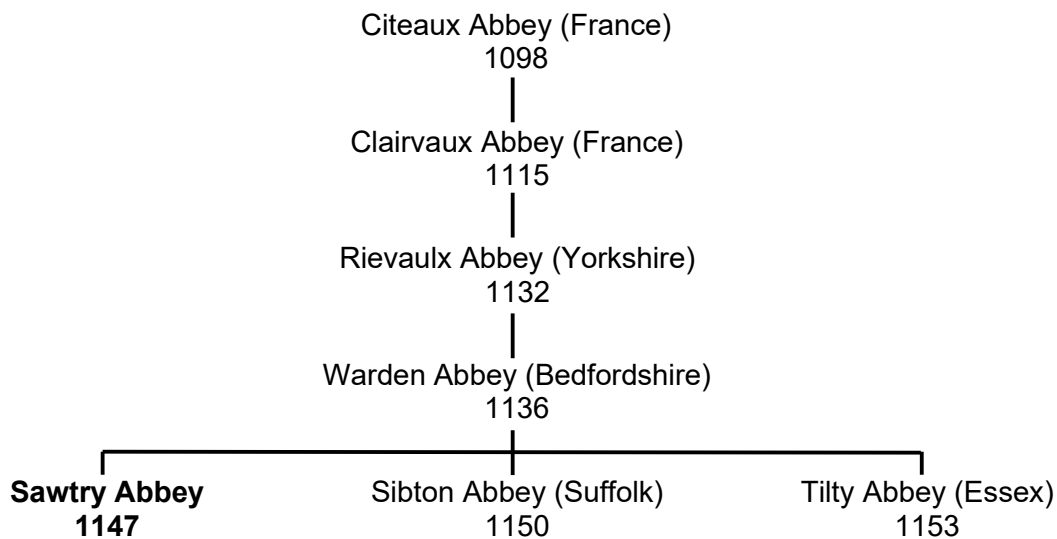 Citeaux Abbey (France)
1098
Clairvaux Abbey (France)
1115
Rievaulx Abbey (Yorkshire)
1132
Warden Abbey (Bedfordshire)
1136
Sawtry Abbey
1147
Sibton Abbey (Suffolk)
1150
Tilty Abbey (Essex)
1153